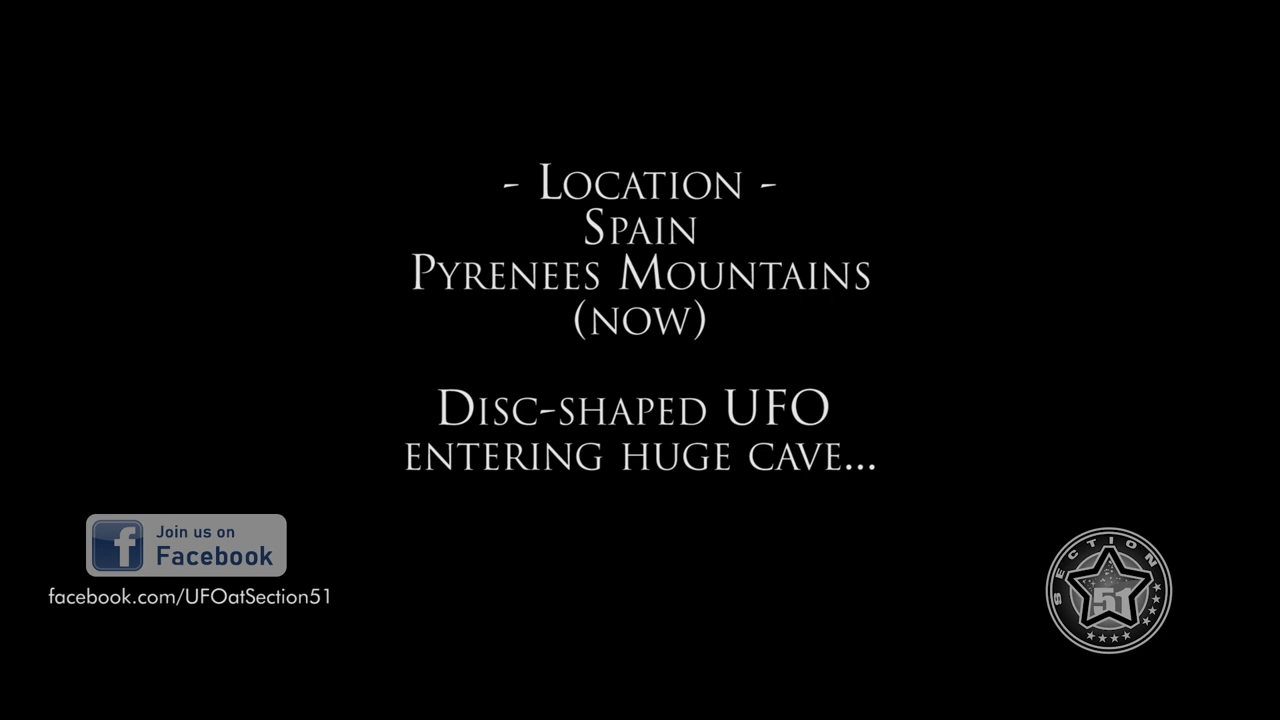 - Location -
Spain
Pyrenees Mountains
(now)
Disc-shaped UFO
entering huge cave...
Join us on
Facebook
facebook.com/UFOatSection51
SECTION
51